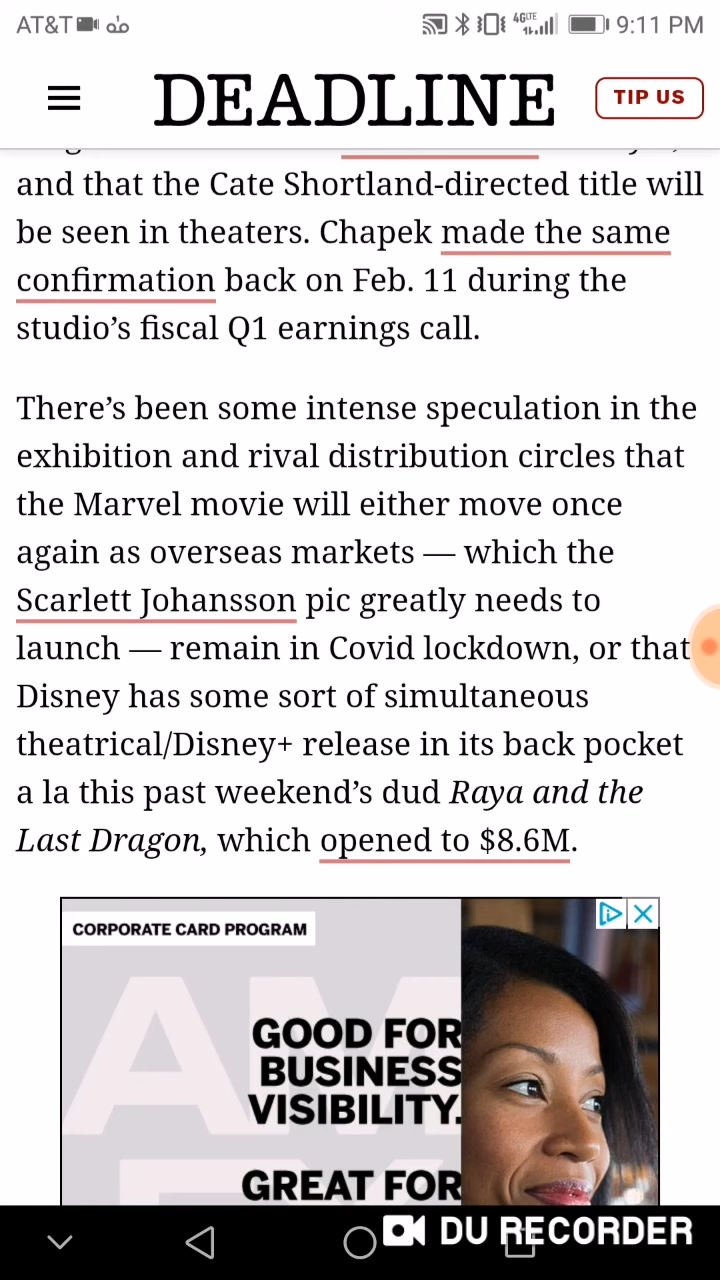 AT&T 4G LTE 9:11 PM
DEADLINE
TIP US
and that the Cate Shortland-directed title will
be seen in theaters. Chapek made the same
confirmation back on Feb. 11 during the
studio’s fiscal Q1 earnings call.
There’s been some intense speculation in the
exhibition and rival distribution circles that
the Marvel movie will either move once
again as overseas markets — which the
Scarlett Johansson pic greatly needs to
launch — remain in Covid lockdown, or that
Disney has some sort of simultaneous
theatrical/Disney+ release in its back pocket
a la this past weekend’s dud Raya and the
Last Dragon, which opened to $8.6M.
CORPORATE CARD PROGRAM
AM
GOOD FOR
BUSINESS
VISIBILITY.
GREAT FOR
DU RECORDER